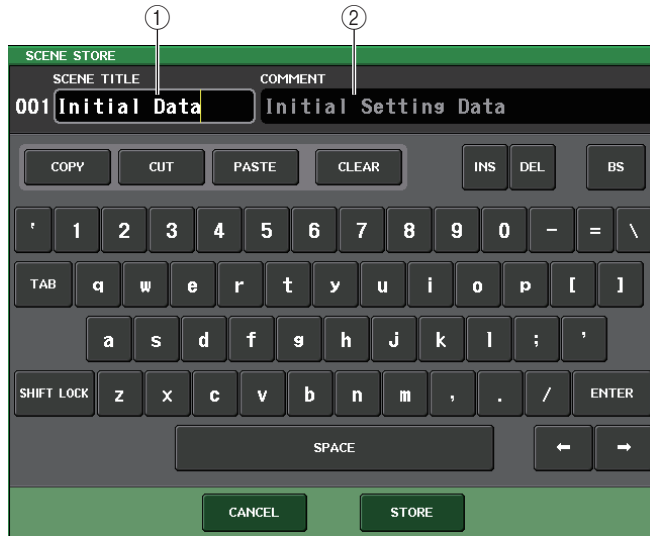 ① ②
SCENE STORE
SCENE TITLE COMMENT
001 Initial Data Initial Setting Data
COPY CUT PASTE CLEAR INS DEL BS
' 1 2 3 4 5 6 7 8 9 0 - = \
TAB q w e r t y u i o p [ ]
a s d f g h j k l ; '
SHIFT LOCK z x c v b n m , . / ENTER
SPACE ← →
CANCEL STORE